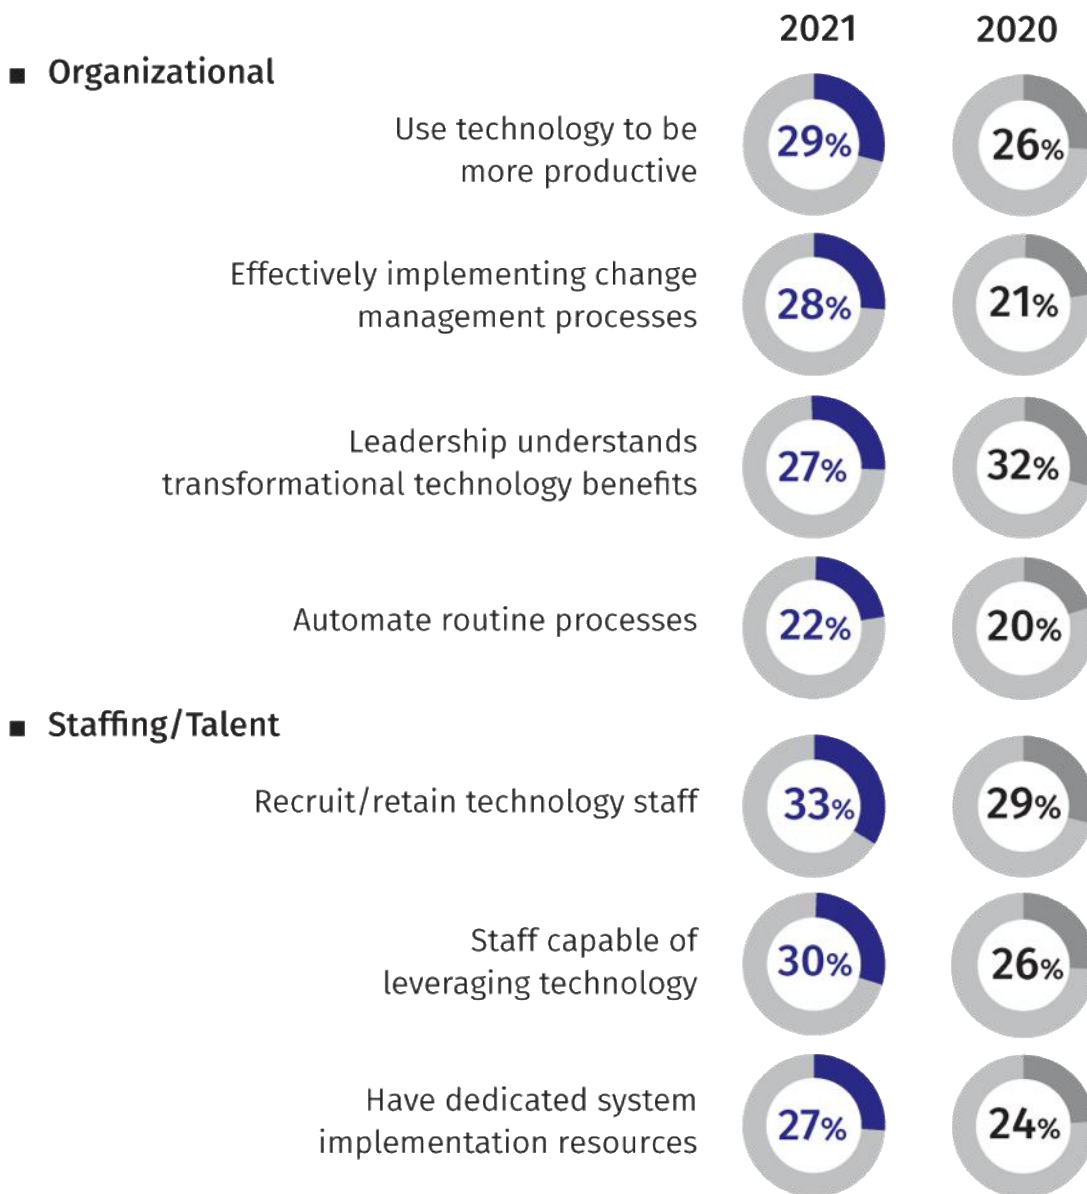 2021 2020
■ Organizational
Use technology to be
more productive
29% 26%
Effectively implementing change
management processes
28% 21%
Leadership understands
transformational technology benefits
27% 32%
Automate routine processes
22% 20%
■ Staffing/Talent
Recruit/retain technology staff
33% 29%
Staff capable of
leveraging technology
30% 26%
Have dedicated system
implementation resources
27% 24%